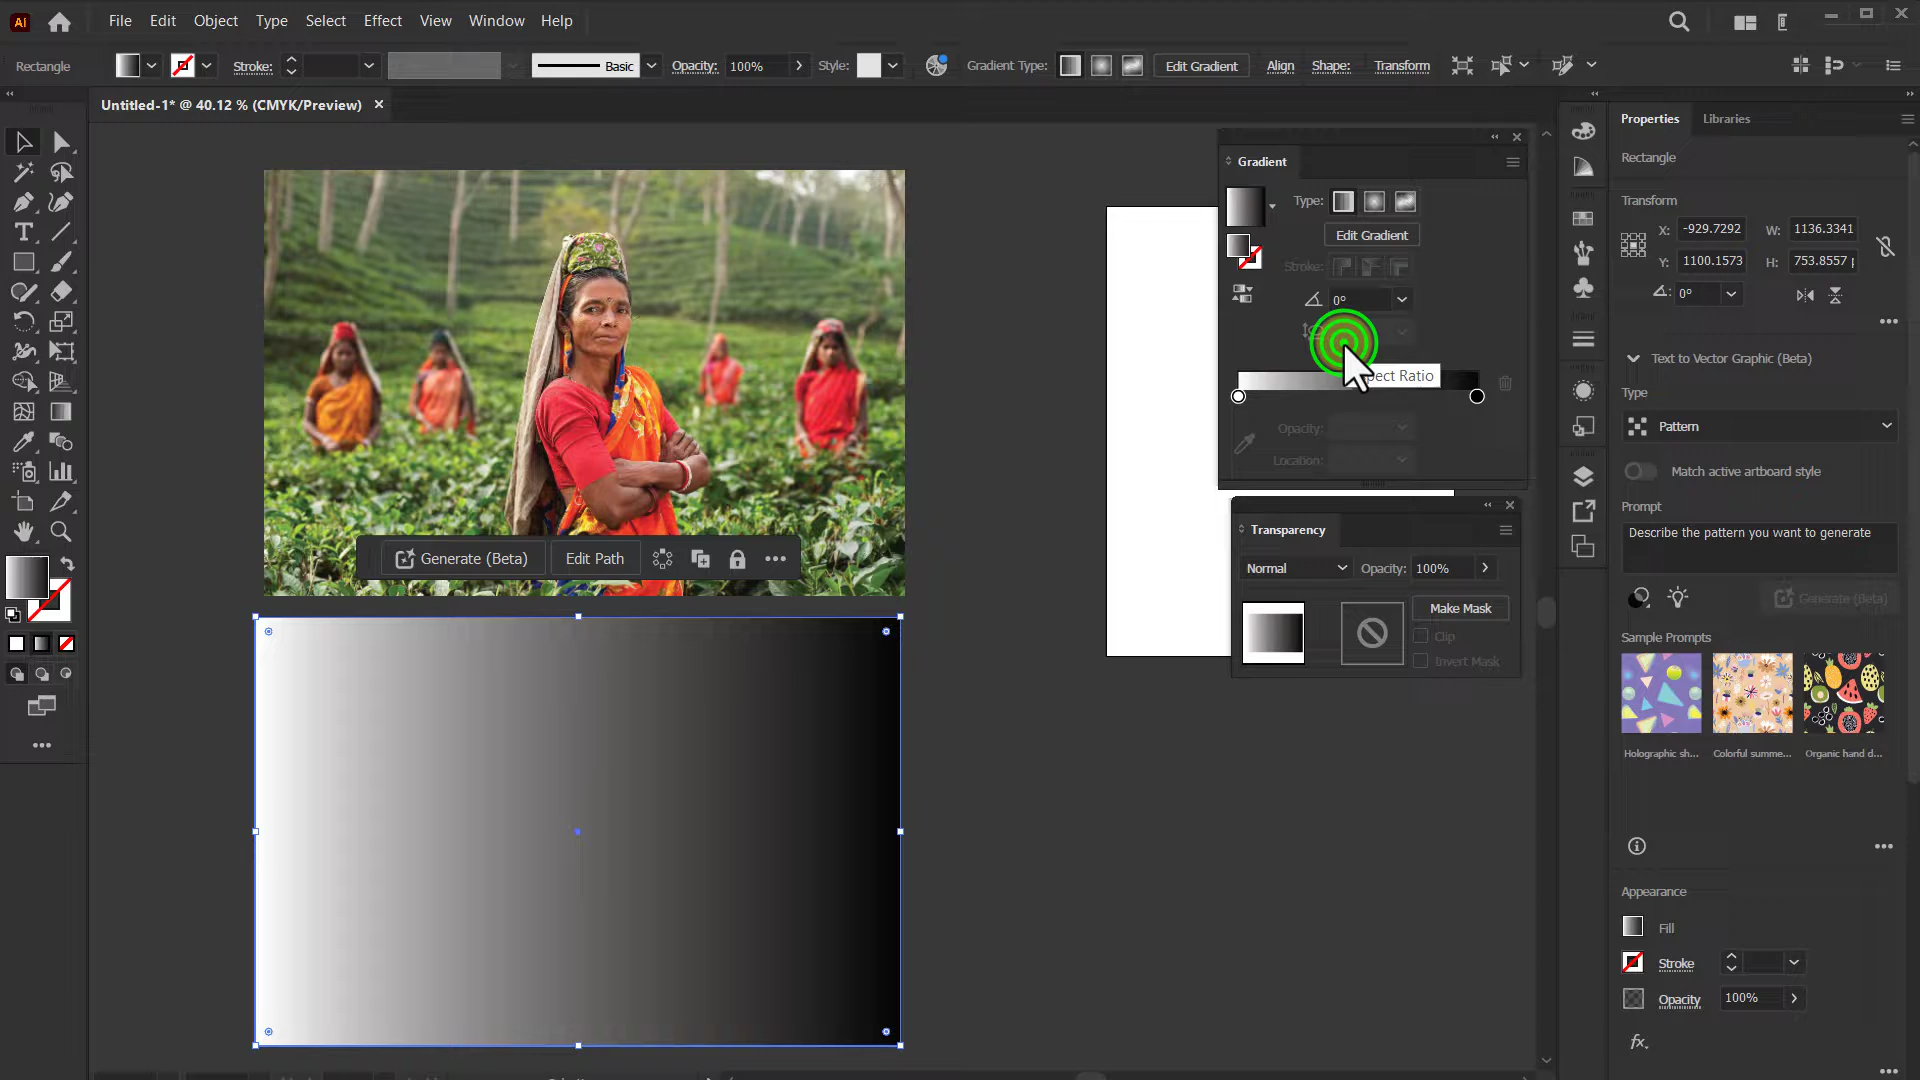 Ai File Edit Object Type Select Effect View Window Help
Rectangle Stroke: Basic Opacity: 100% Style: Gradient Type: Edit Gradient Align Shape: Transform
Untitled-1* @ 40.12 % (CMYK/Preview)
Gradient
Type:
Edit Gradient
Stroke:
0°
pect Ratio
Opacity:
Location:
Transparency
Normal Opacity: 100%
Make Mask
Clip
Invert Mask
Generate (Beta) Edit Path
T
Properties Libraries
Rectangle
Transform
X: -929.7292 W: 1136.3341
Y: 1100.1573 H: 753.8557 p
0°
Text to Vector Graphic (Beta)
Type
Pattern
Match active artboard style
Prompt
Describe the pattern you want to generate
Generate (Beta)
Sample Prompts
Holographic sh... Colorful summe... Organic hand d...
Appearance
Fill
Stroke
Opacity 100%
fx.